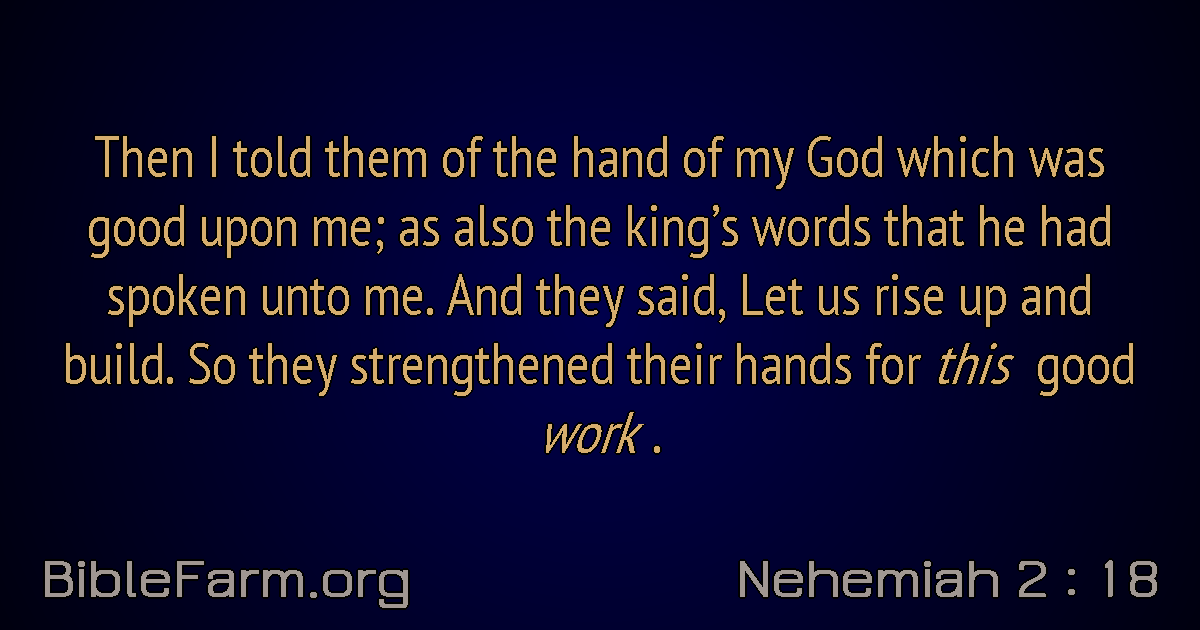 Then I told them of the hand of my God which was
good upon me; as also the king’s words that he had
spoken unto me. And they said, Let us rise up and
build. So they strengthened their hands for this good
work .
BibleFarm.org
Nehemiah 2 : 18